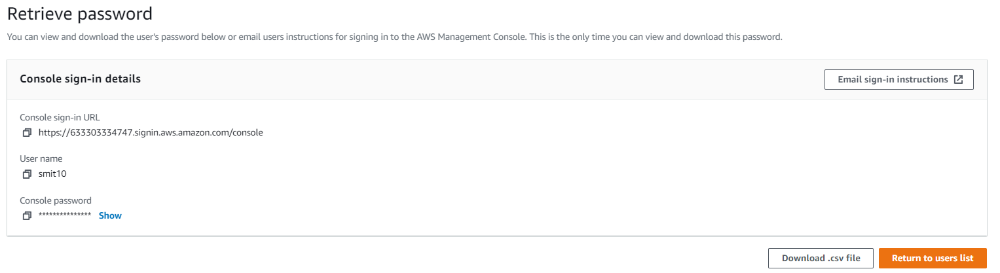 Retrieve password
You can view and download the user's password below or email users instructions for signing in to the AWS Management Console. This is the only time you can view and download this password.
Console sign-in details
Email sign-in instructions
Console sign-in URL
https://633303334747.signin.aws.amazon.com/console
User name
smit10
Console password
*************** Show
Download .csv file
Return to users list